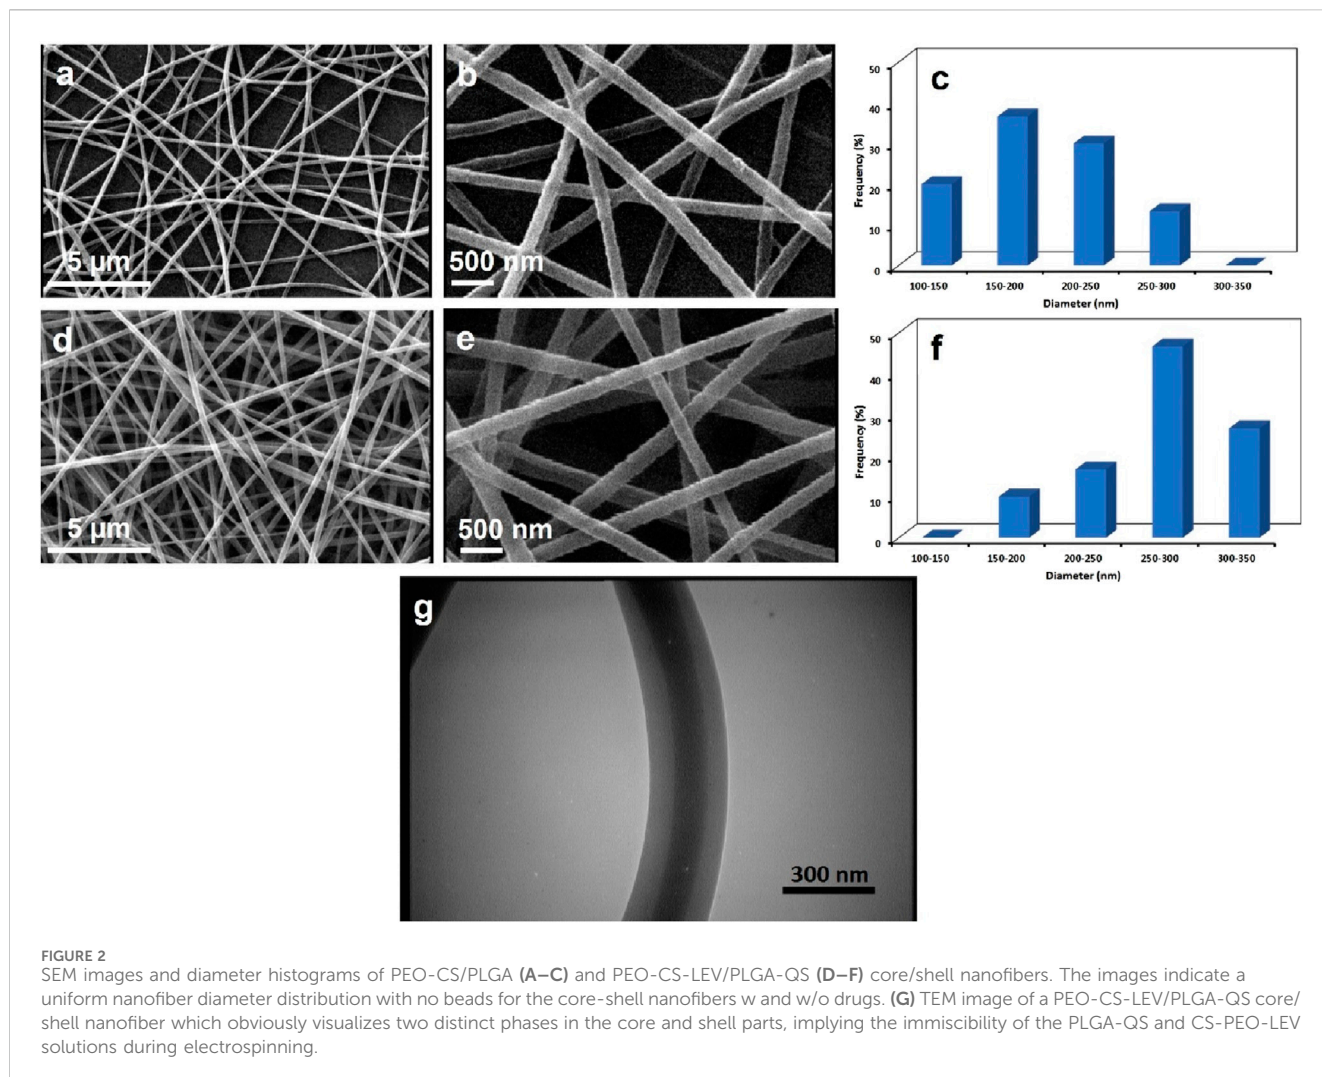 a
5 µm
b
500 nm
c
50
40
30
20
10
0
Frequency (%)
100-150 150-200 200-250 250-300 300-350
Diameter (nm)
d
5 µm
e
500 nm
f
50
40
30
20
10
0
Frequency (%)
100-150 150-200 200-250 250-300 300-350
Diameter (nm)
g
300 nm
FIGURE 2
SEM images and diameter histograms of PEO-CS/PLGA (A–C) and PEO-CS-LEV/PLGA-QS (D–F) core/shell nanofibers. The images indicate a
uniform nanofiber diameter distribution with no beads for the core-shell nanofibers w and w/o drugs. (G) TEM image of a PEO-CS-LEV/PLGA-QS core/
shell nanofiber which obviously visualizes two distinct phases in the core and shell parts, implying the immiscibility of the PLGA-QS and CS-PEO-LEV
solutions during electrospinning.